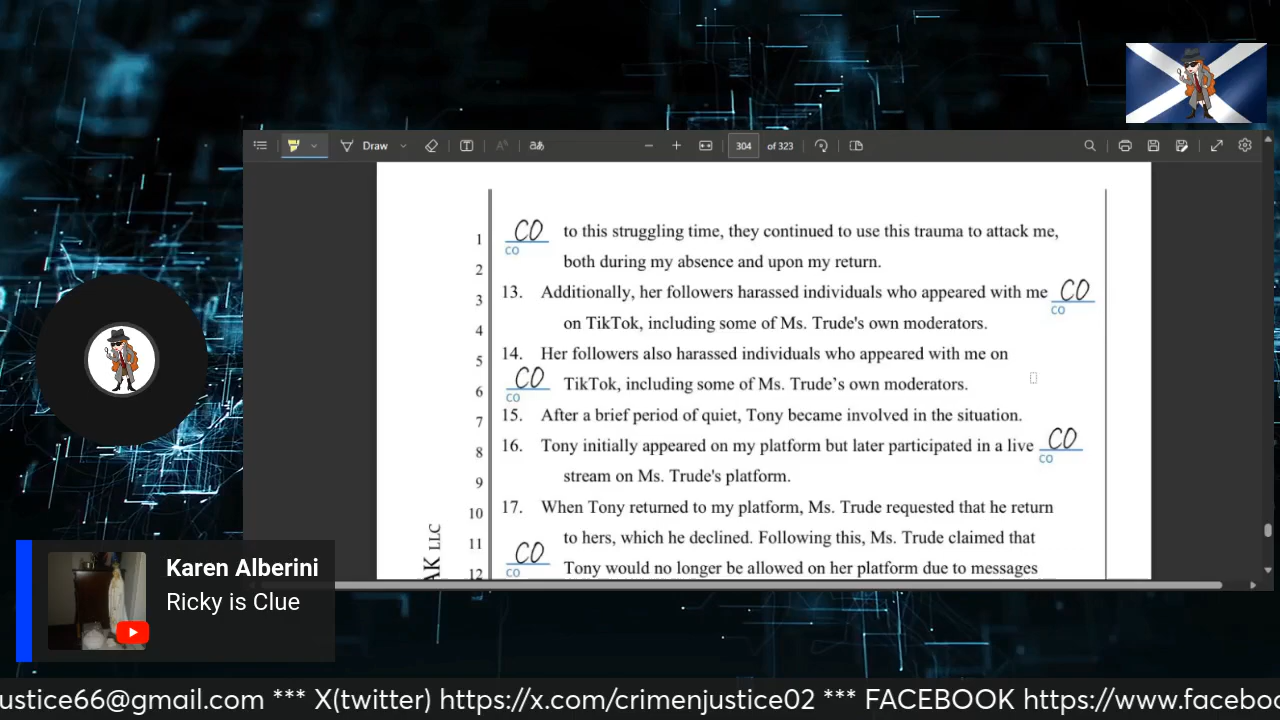 Draw
aあ
304 of 323
1 CO to this struggling time, they continued to use this trauma to attack me,
CO
2 both during my absence and upon my return.
3 13. Additionally, her followers harassed individuals who appeared with me CO
CO
4 on TikTok, including some of Ms. Trude's own moderators.
5 14. Her followers also harassed individuals who appeared with me on
6 CO TikTok, including some of Ms. Trude’s own moderators.
CO
7 15. After a brief period of quiet, Tony became involved in the situation.
8 16. Tony initially appeared on my platform but later participated in a live CO
CO
9 stream on Ms. Trude's platform.
10 17. When Tony returned to my platform, Ms. Trude requested that he return
11 CO to hers, which he declined. Following this, Ms. Trude claimed that
12 CO Tony would no longer be allowed on her platform due to messages
AK LLC
Karen Alberini
Ricky is Clue
ustice66@gmail.com *** X(twitter) https://x.com/crimenjustice02 *** FACEBOOK https://www.facebo